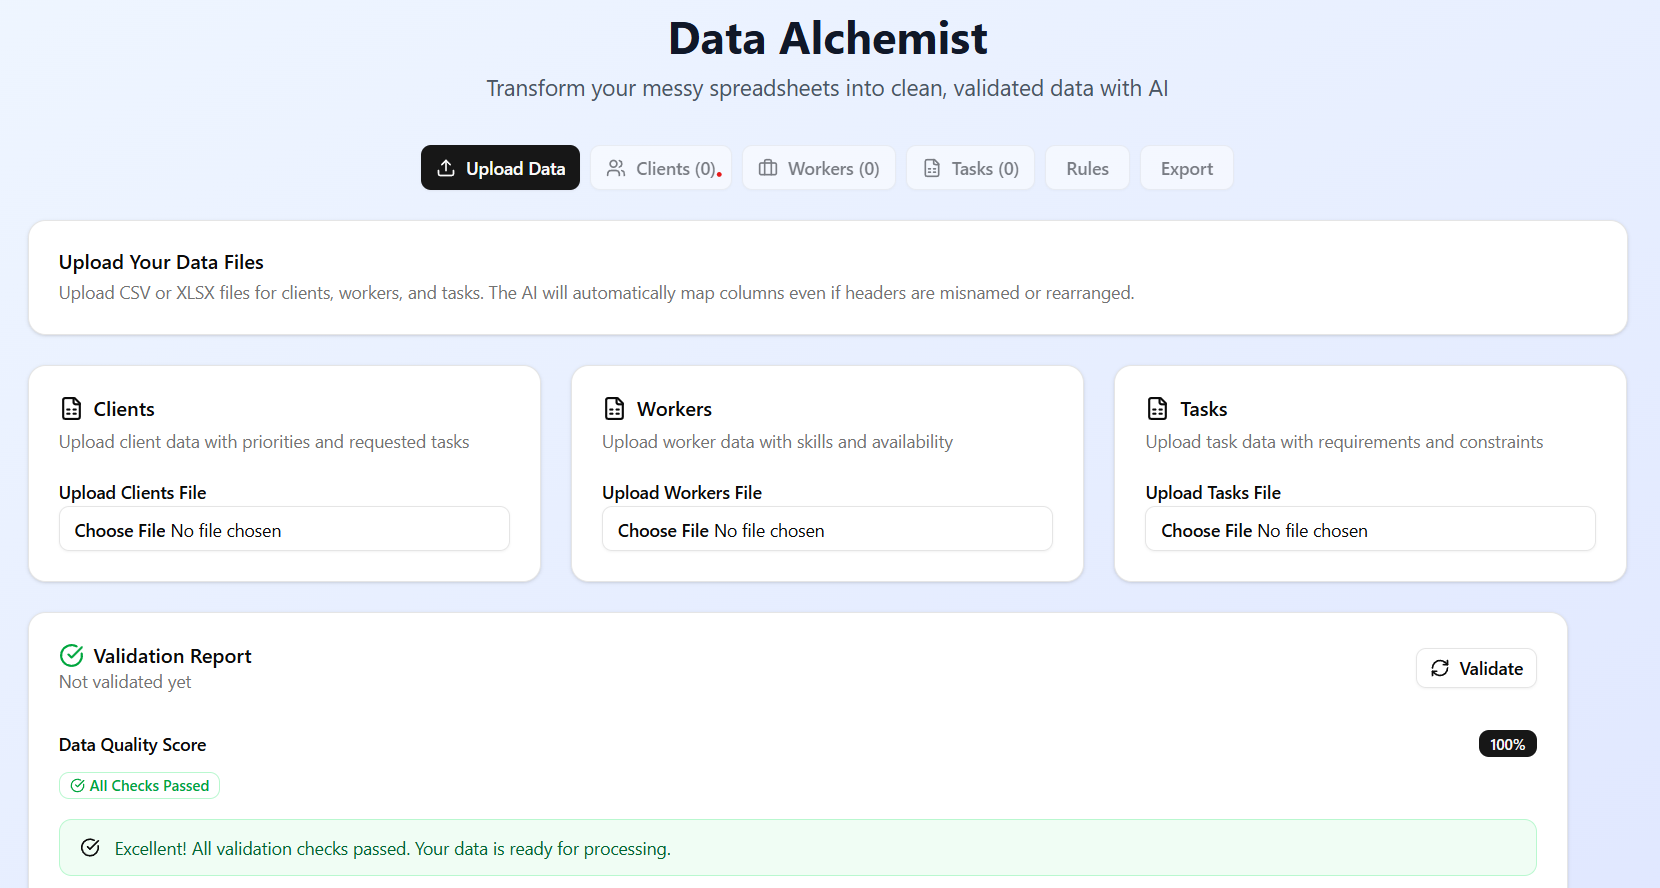 Data Alchemist
Transform your messy spreadsheets into clean, validated data with AI
Upload Data
Clients (0)
Workers (0)
Tasks (0)
Rules
Export
Upload Your Data Files
Upload CSV or XLSX files for clients, workers, and tasks. The AI will automatically map columns even if headers are misnamed or rearranged.
Clients
Upload client data with priorities and requested tasks
Upload Clients File
Choose File No file chosen
Workers
Upload worker data with skills and availability
Upload Workers File
Choose File No file chosen
Tasks
Upload task data with requirements and constraints
Upload Tasks File
Choose File No file chosen
Validation Report
Not validated yet
Validate
Data Quality Score
100%
All Checks Passed
Excellent! All validation checks passed. Your data is ready for processing.